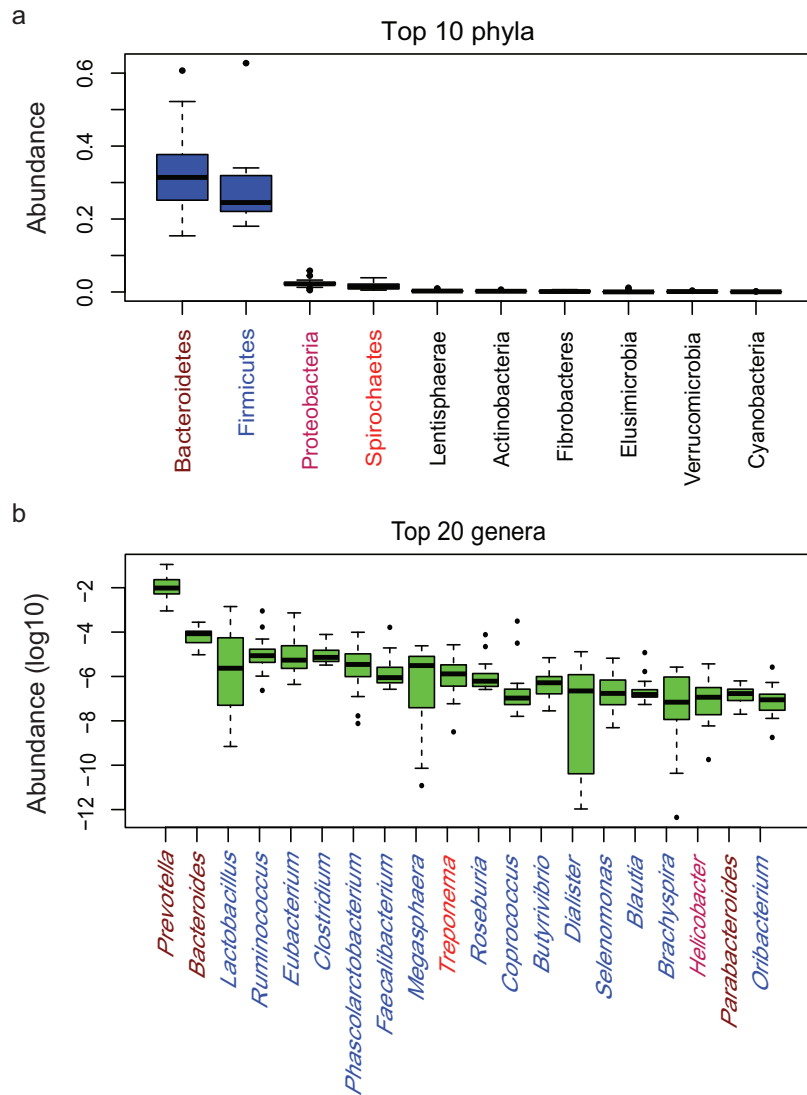 a
Top 10 phyla
Abundance
0.6
0.4
0.2
0.0
Bacteroidetes
Firmicutes
Proteobacteria
Spirochaetes
Lentisphaerae
Actinobacteria
Fibrobacteres
Elusimicrobia
Verrucomicrobia
Cyanobacteria
b
Top 20 genera
Abundance (log10)
−2
−4
−6
−8
−10
−12
Prevotella
Bacteroides
Lactobacillus
Ruminococcus
Eubacterium
Clostridium
Phascolarctobacterium
Faecalibacterium
Megasphaera
Treponema
Roseburia
Coprococcus
Butyrivibrio
Dialister
Selenomonas
Blautia
Brachyspira
Helicobacter
Parabacteroides
Oribacterium